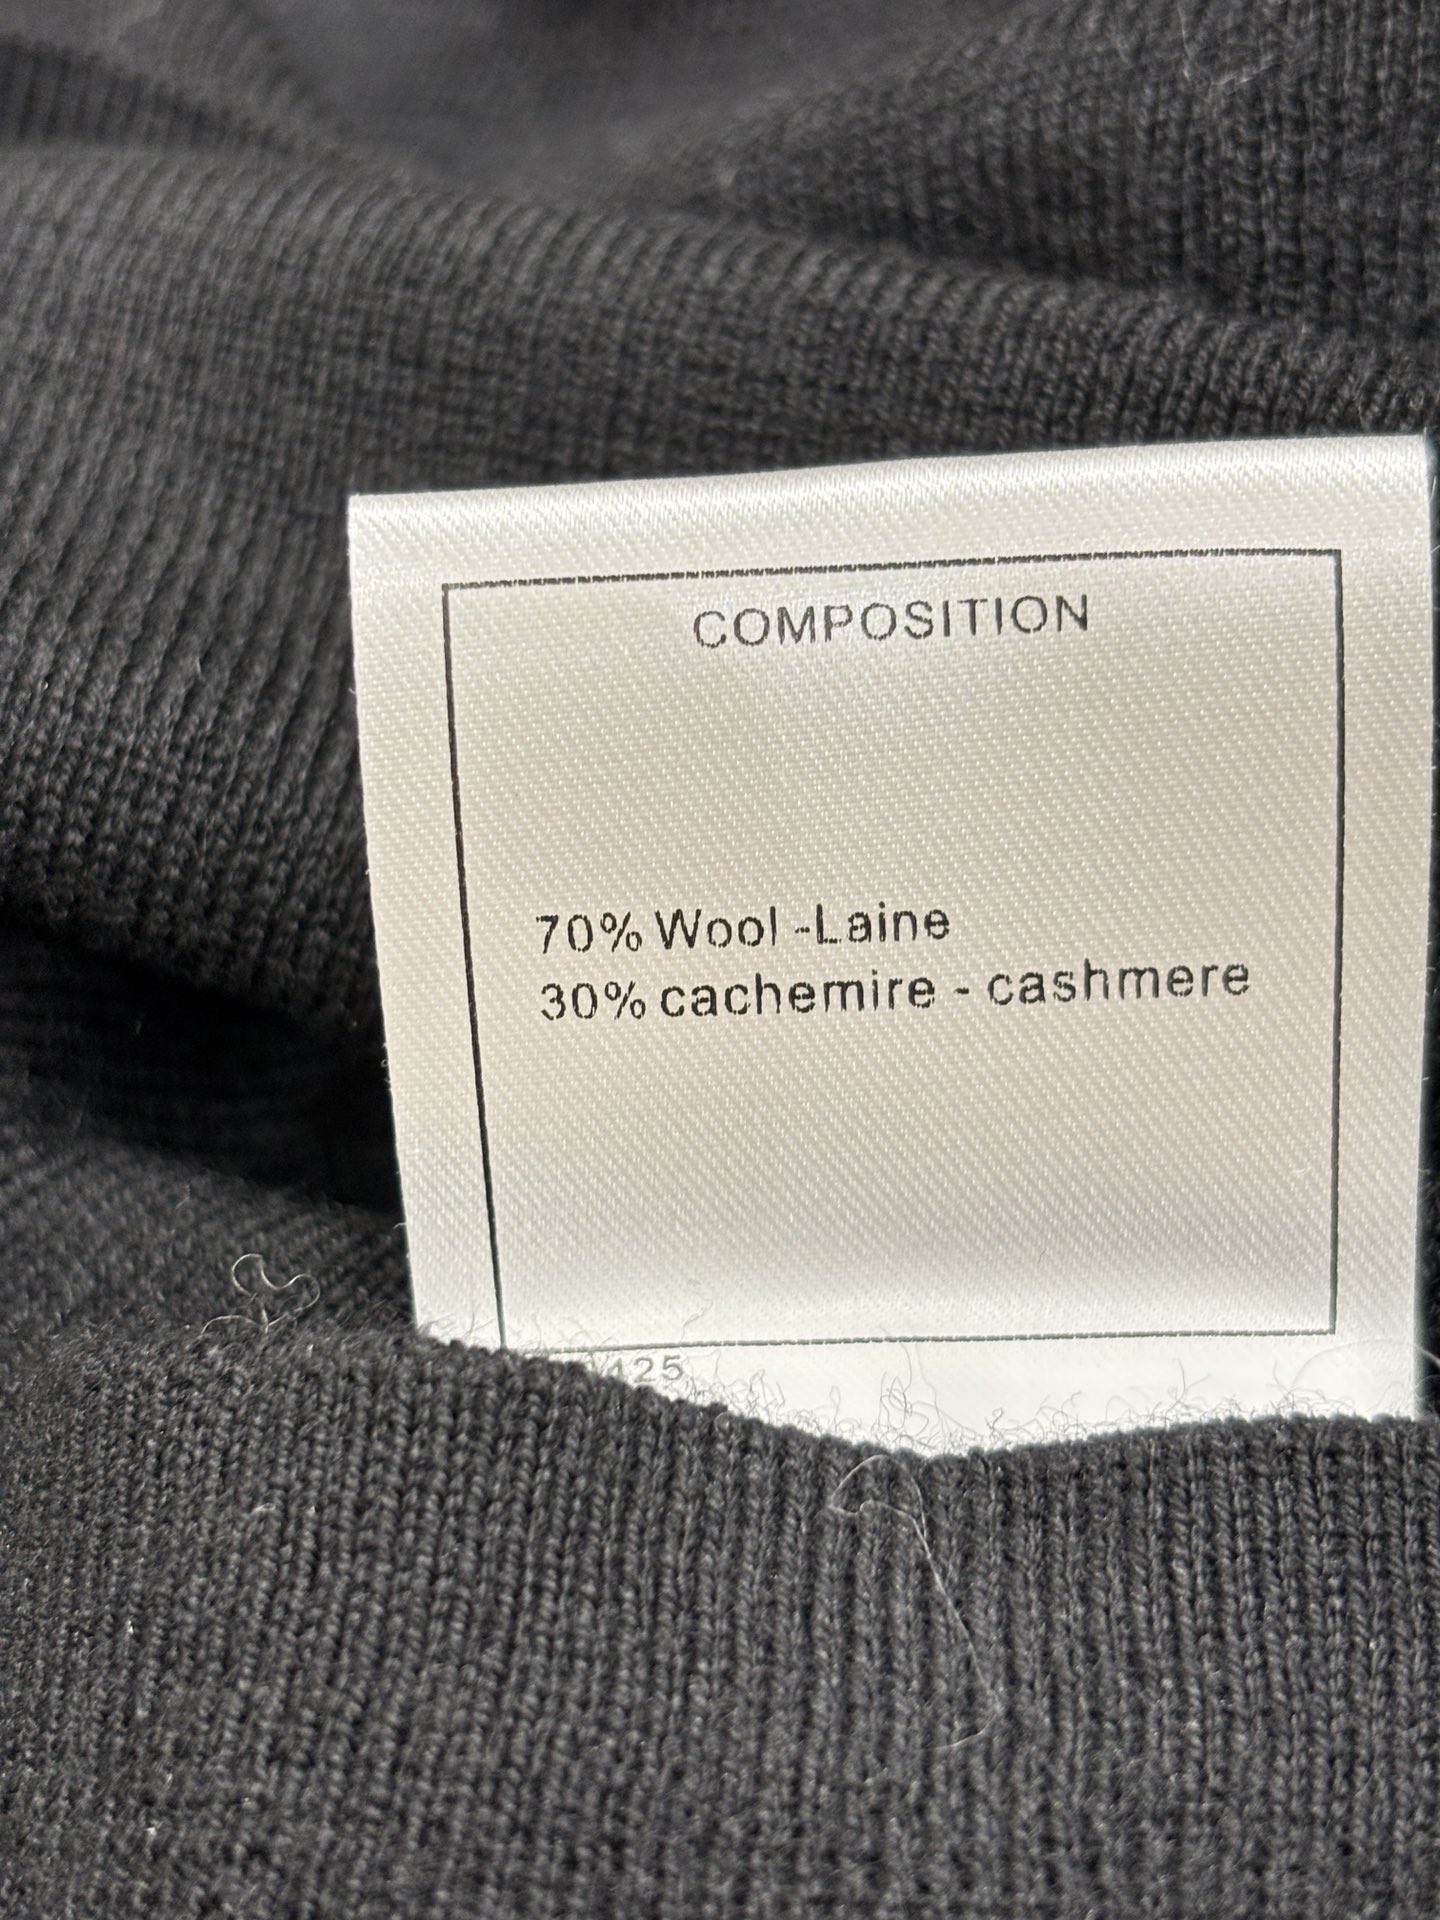 COMPOSITION
70% Wool -Laine
30% cachemire - cashmere